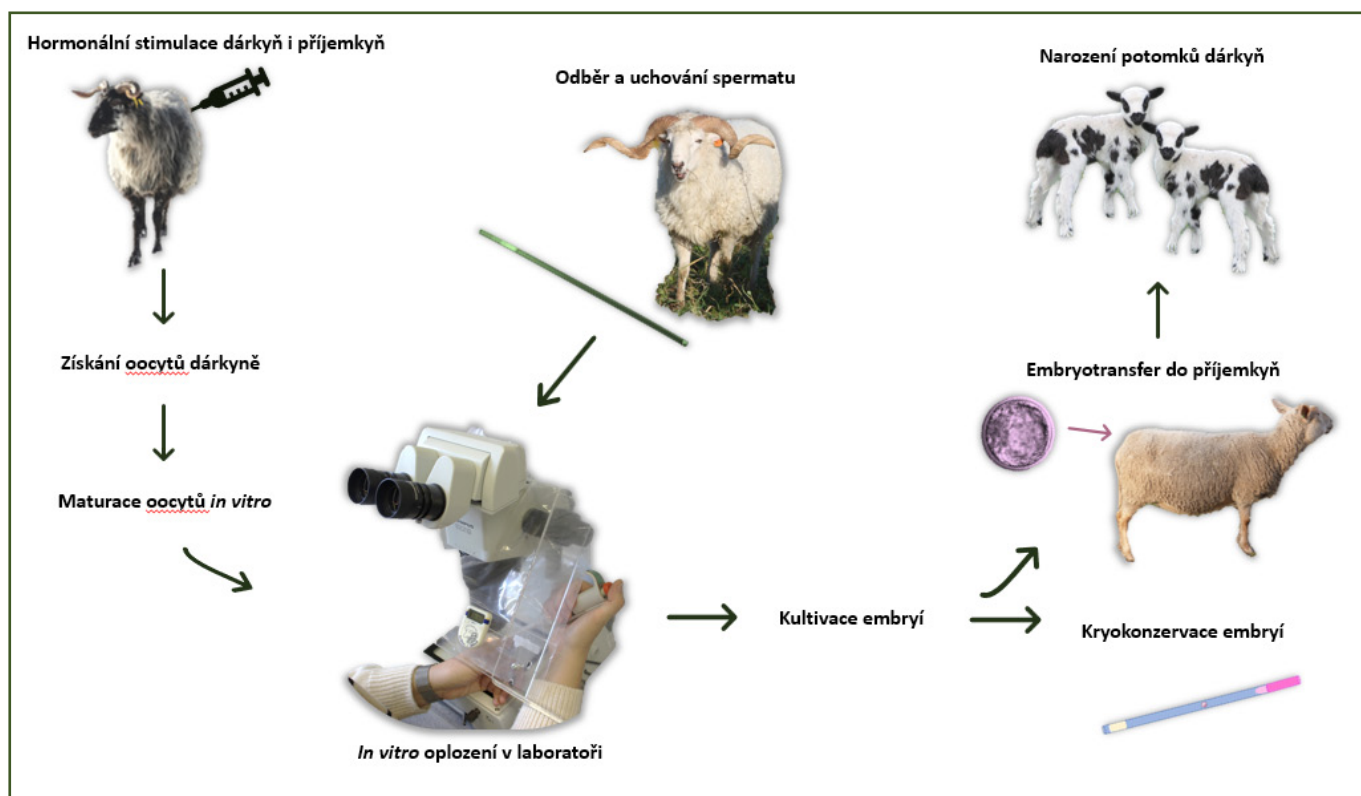 Hormonální stimulace dárkyň i příjemkyň
Získání oocytů dárkyně
Maturace oocytů in vitro
Odběr a uchování spermatu
In vitro oplození v laboratoři
Kultivace embryí
Narození potomků dárkyň
Embryotransfer do příjemkyň
Kryokonzervace embryí